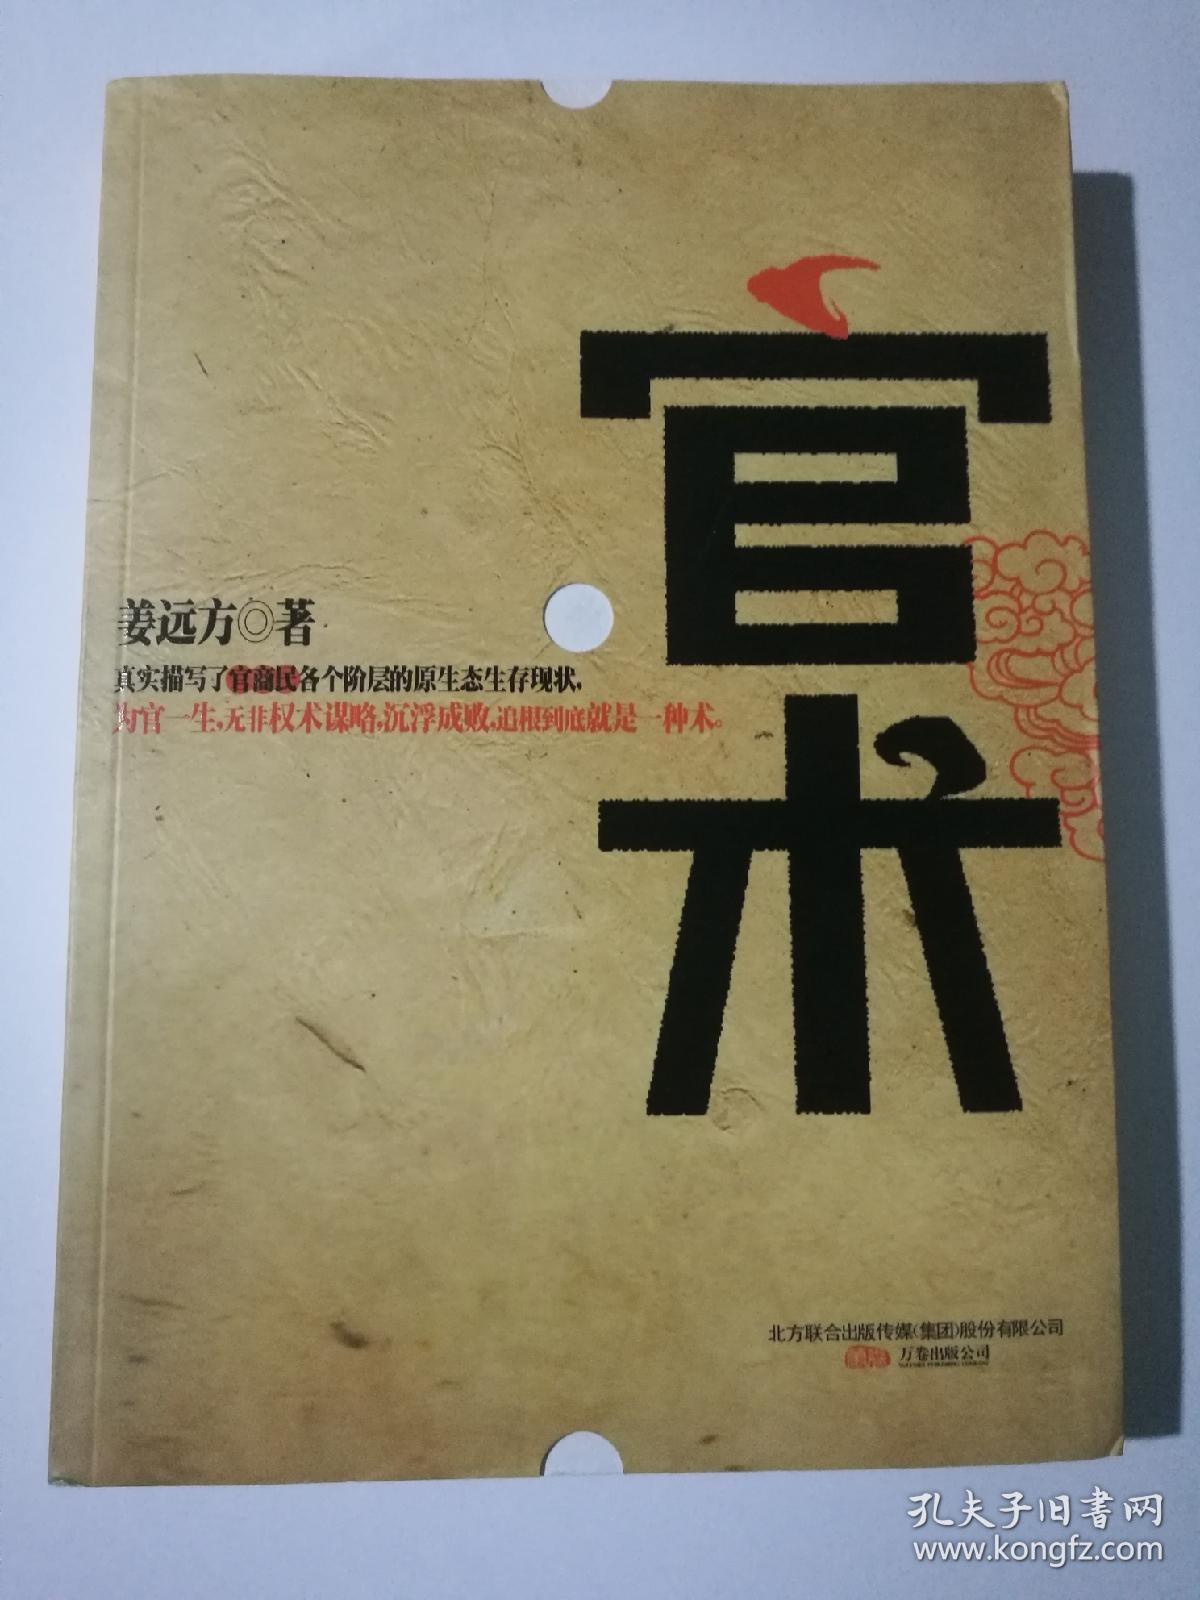 官术
姜远方◎著
真实描写了官商民各个阶层的原生态生存现状,
为官一生,无非权术谋略,沉浮成败,追根到底就是一种术。
北方联合出版传媒(集团)股份有限公司
万卷出版公司
孔夫子旧书网
www.kongfz.com